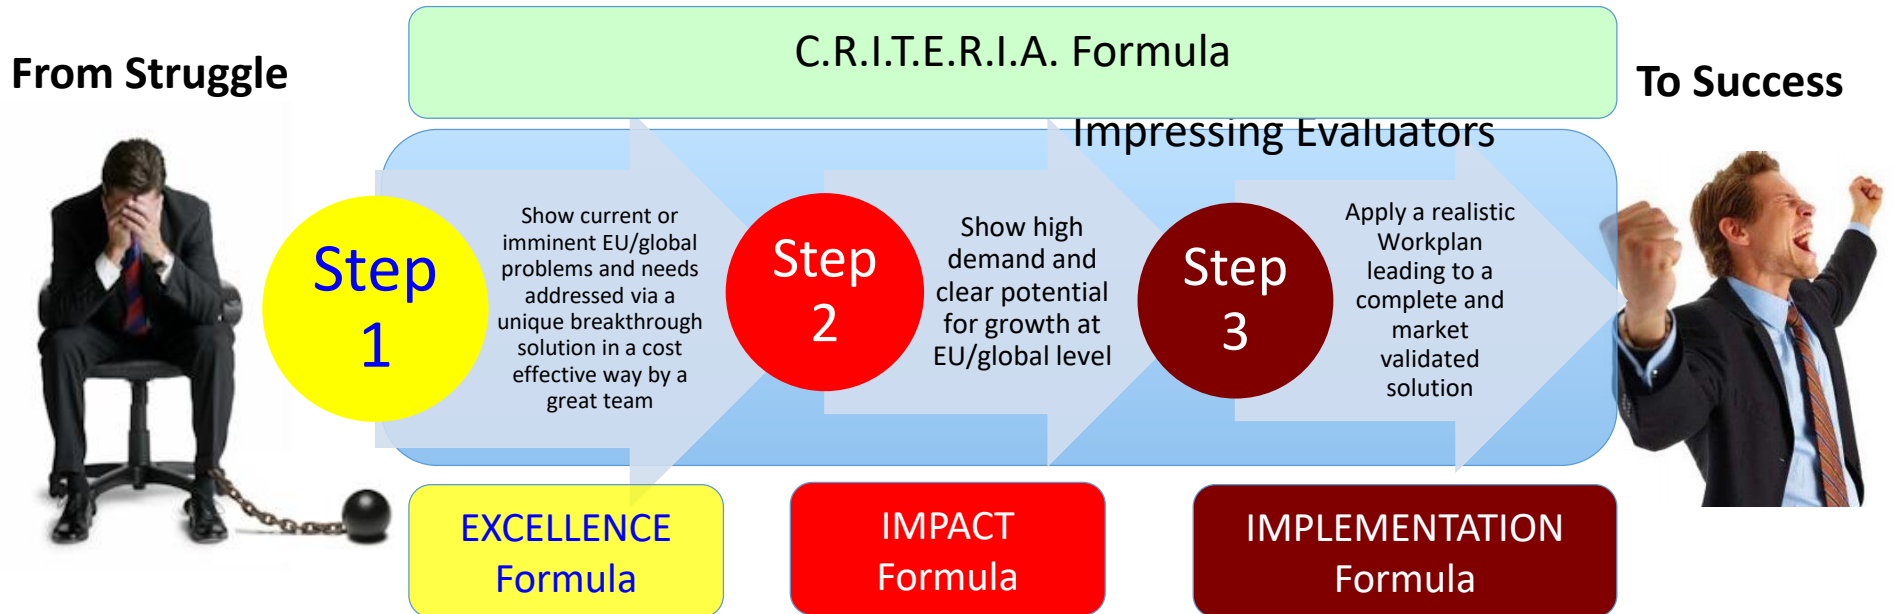 C.R.I.T.E.R.I.A. Formula
From Struggle
To Success
Impressing Evaluators
Step
1
Show current or
imminent EU/global
problems and needs
addressed via a
unique breakthrough
solution in a cost
effective way by a
great team
Step
2
Show high
demand and
clear potential
for growth at
EU/global level
Step
3
Apply a realistic
Workplan
leading to a
complete and
market
validated
solution
EXCELLENCE
Formula
IMPACT
Formula
IMPLEMENTATION
Formula